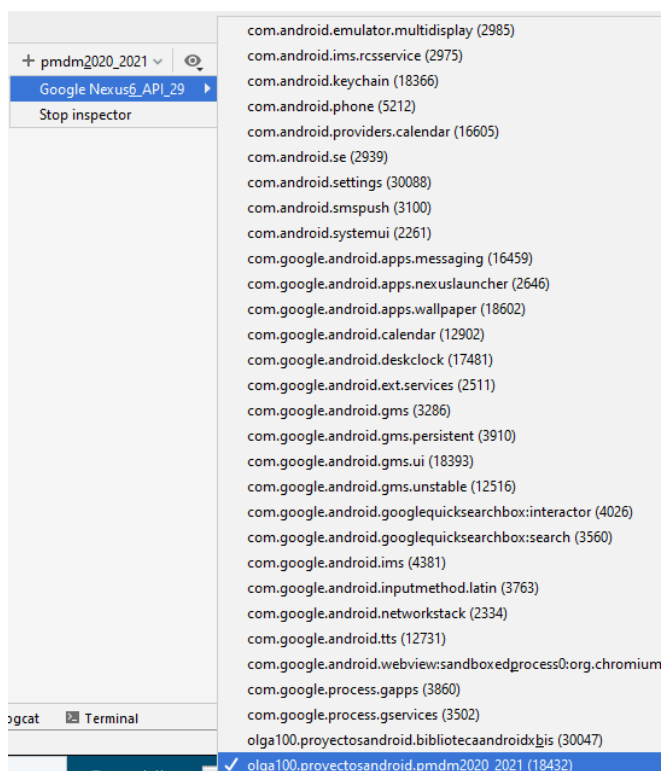 pmdm2020_2021
Google Nexus6_API_29
Stop inspector
com.android.emulator.multidisplay (2985)
com.android.ims.rcsservice (2975)
com.android.keychain (18366)
com.android.phone (5212)
com.android.providers.calendar (16605)
com.android.se (2939)
com.android.settings (30088)
com.android.smspush (3100)
com.android.systemui (2261)
com.google.android.apps.messaging (16459)
com.google.android.apps.nexuslauncher (2646)
com.google.android.apps.wallpaper (18602)
com.google.android.calendar (12902)
com.google.android.deskclock (17481)
com.google.android.ext.services (2511)
com.google.android.gms (3286)
com.google.android.gms.persistent (3910)
com.google.android.gms.ui (18393)
com.google.android.gms.unstable (12516)
com.google.android.googlequicksearchbox:interactor (4026)
com.google.android.googlequicksearchbox:search (3560)
com.google.android.ims (4381)
com.google.android.inputmethod.latin (3763)
com.google.android.networkstack (2334)
com.google.android.tts (12731)
com.google.android.webview:sandboxedprocess0:org.chromium
com.google.process.gapps (3860)
com.google.process.gservices (3502)
olga100.proyectosandroid.bibliotecaandroidxbis (30047)
olga100.proyectosandroid.pmdm2020_2021 (18432)
ogcat Terminal